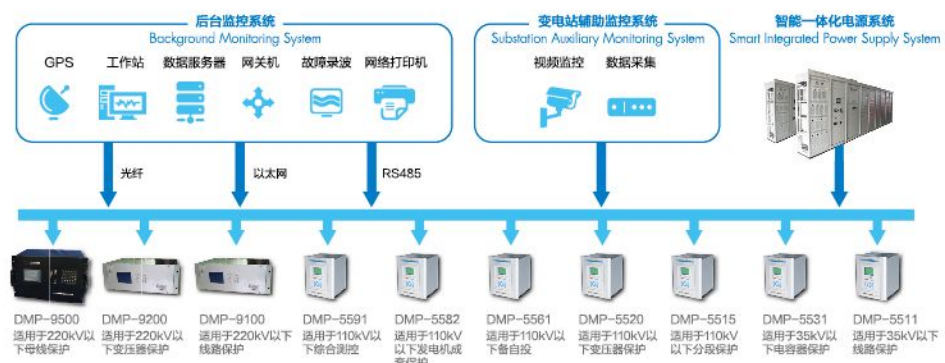 后台监控系统
Background Monitoring System
变电站辅助监控系统
Substation Auxiliary Monitoring System
智能一体化电源系统
Smart Integrated Power Supply System
GPS
工作站
数据服务器
网关机
故障录波
网络打印机
视频监控
数据采集
光纤
以太网
RS485
DMP-9500
适用于220kV以
下母线保护
DMP-9200
适用于220kV以
下变压器保护
DMP-9100
适用于220kV以下
线路保护
DMP-5591
适用于110kV以
下综合测控
DMP-5582
适用于110kV
以下发电机成
套保护
DMP-5561
适用于110kV以
下备自投
DMP-5520
适用于110kV以
下变压器保护
DMP-5515
适用于110kV
以下分段保护
DMP-5531
适用于35kV以
下电容器保护
DMP-5511
适用于35kV以下
线路保护